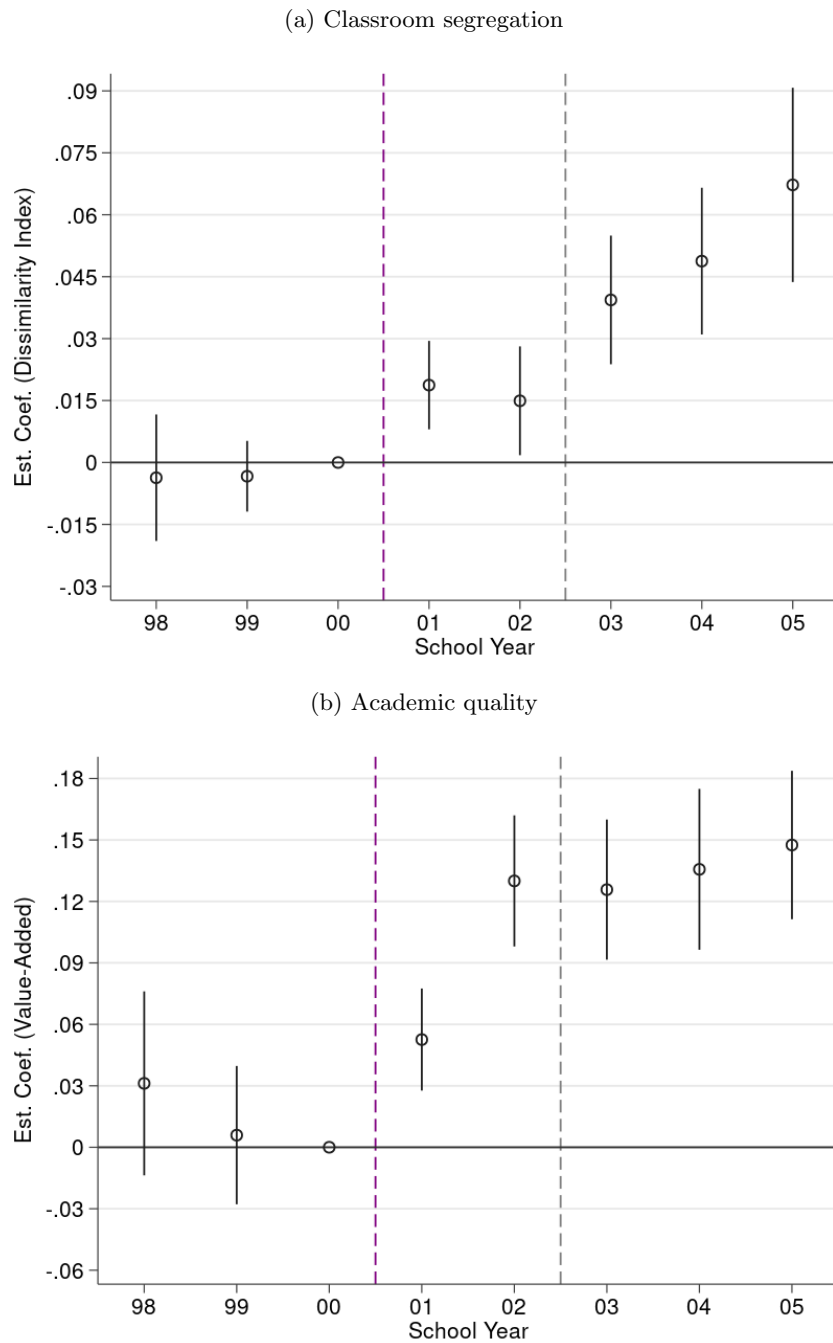 (a) Classroom segregation
.09
.075
.06
.045
.03
.015
0
-.015
-.03
Est. Coef. (Dissimilarity Index)
98 99 00 01 02 03 04 05
School Year
(b) Academic quality
.18
.15
.12
.09
.06
.03
0
-.03
-.06
Est. Coef. (Value-Added)
98 99 00 01 02 03 04 05
School Year